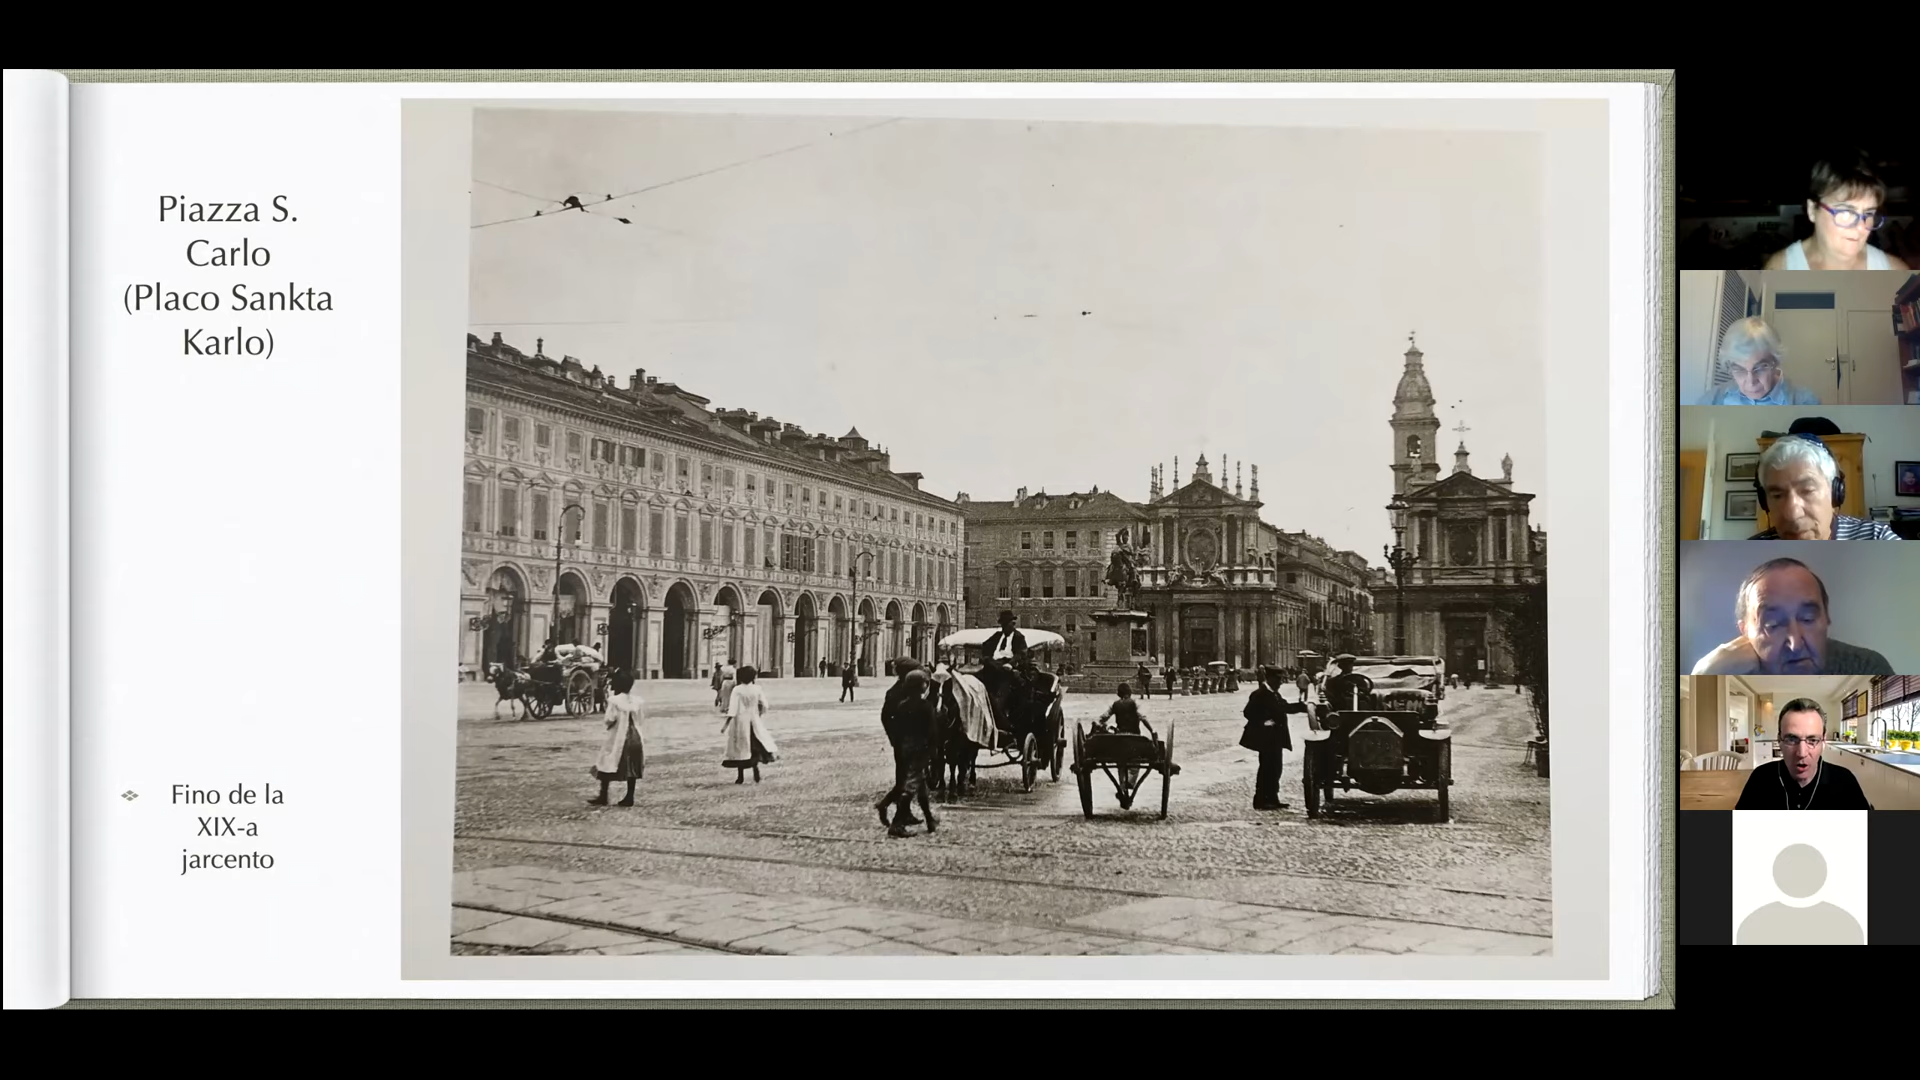 Piazza S.
Carlo
(Placo Sankta
Karlo)
Fino de la
XIX-a
jarcento